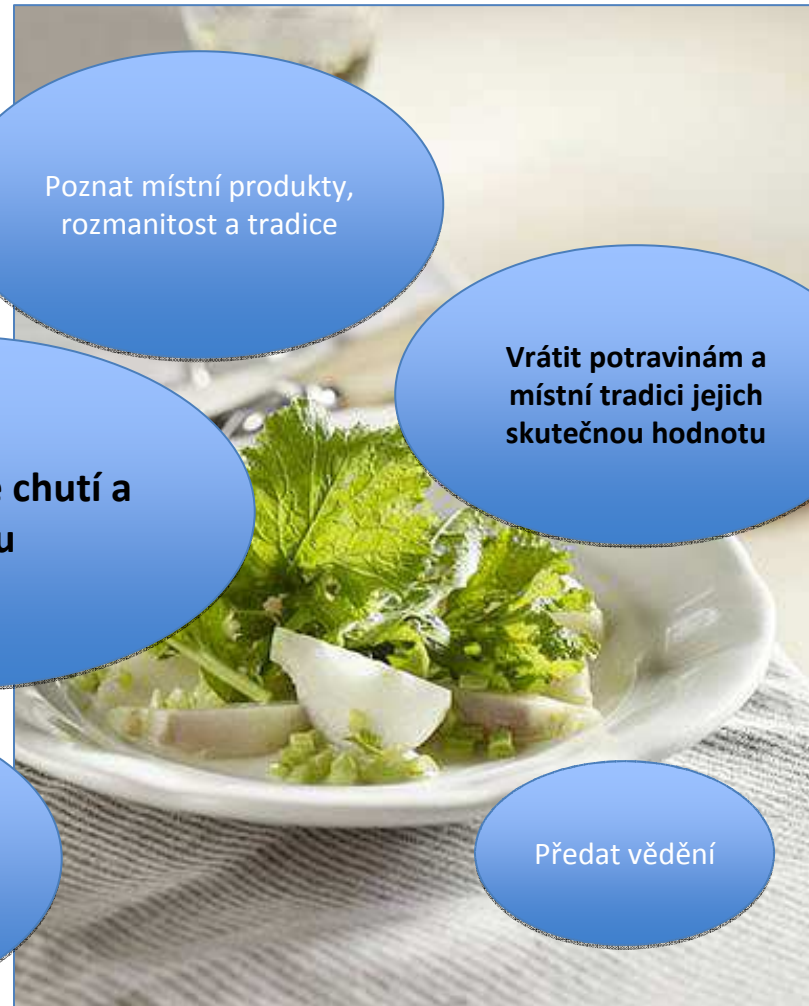 Poznat místní produkty,
rozmanitost a tradice
Vrátit potravinám a
místní tradici jejich
skutečnou hodnotu
chutí a
Předat vědění